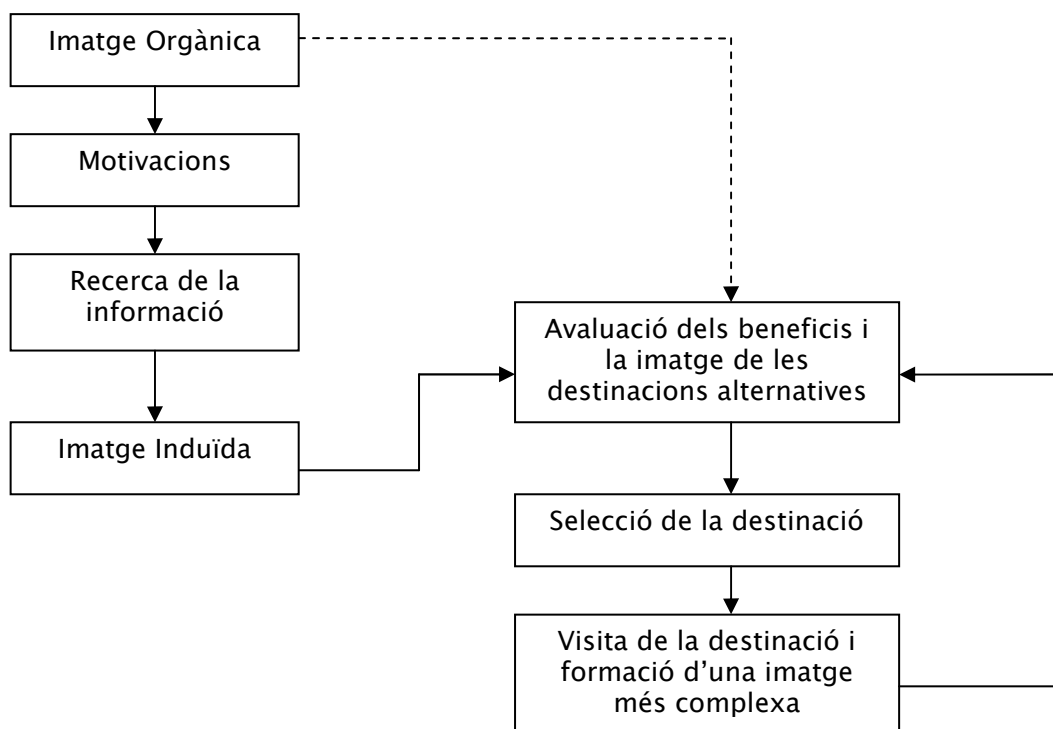 Imatge Orgànica
Motivacions
Recerca de la
informació
Imatge Induïda
Avaluació dels beneficis i
la imatge de les
destinacions alternatives
Selecció de la destinació
Visita de la destinació i
formació d’una imatge
més complexa